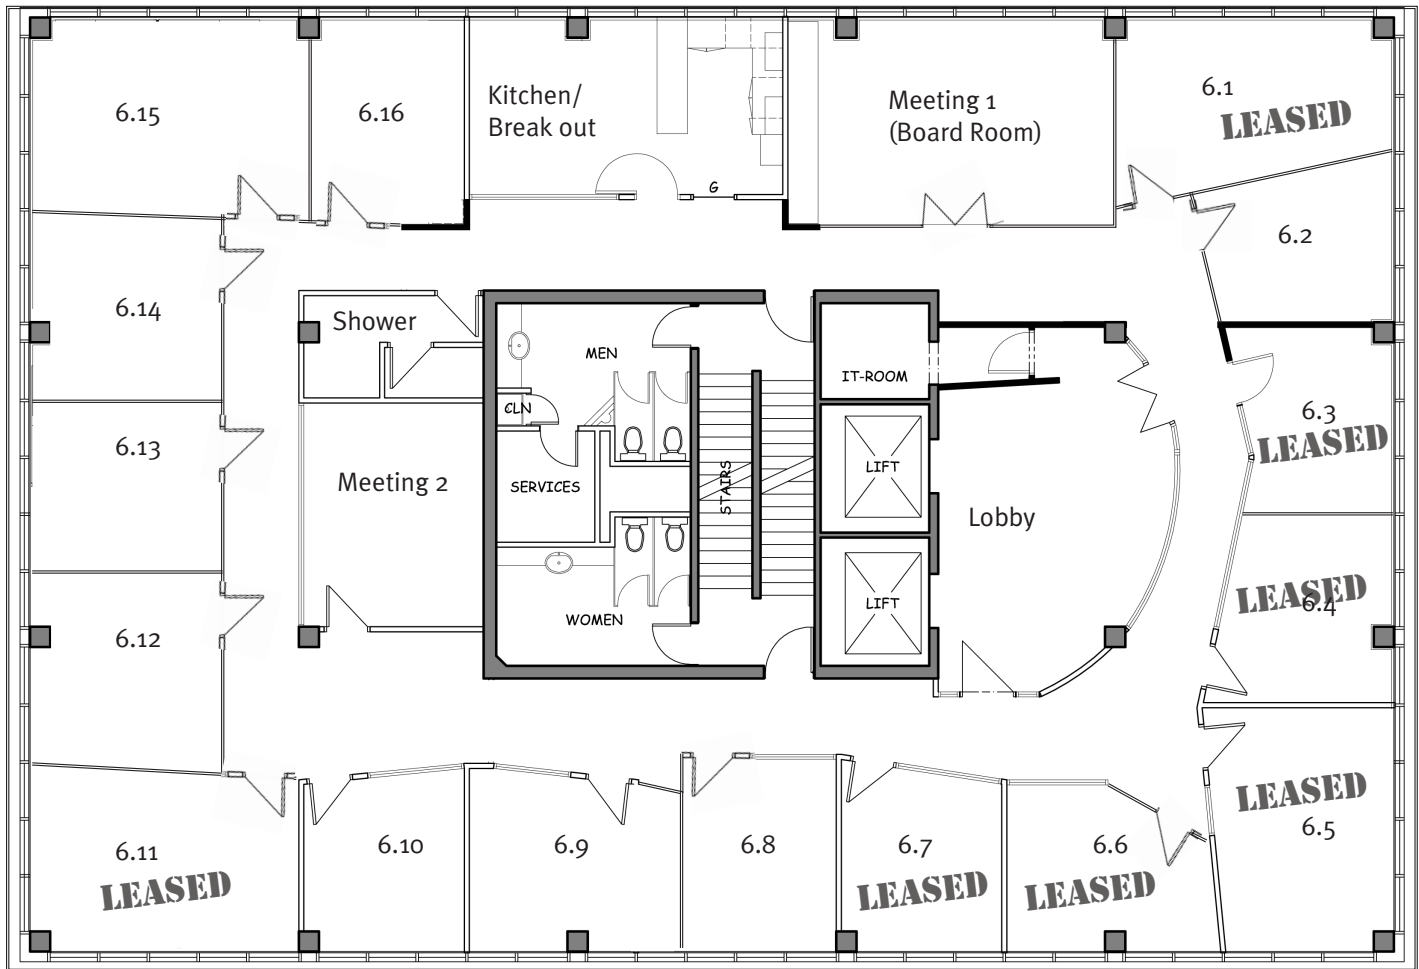 6.15
6.16
Kitchen/
Break out
G
Meeting 1
(Board Room)
6.1
LEASED
6.2
6.14
Shower
MEN
IT-ROOM
CLN
6.3
LEASED
6.13
Meeting 2
SERVICES
STAIRS
LIFT
Lobby
6.12
WOMEN
LIFT
LEASED
6.4
LEASED
6.5
6.11
LEASED
6.10
6.9
6.8
6.7
LEASED
6.6
LEASED